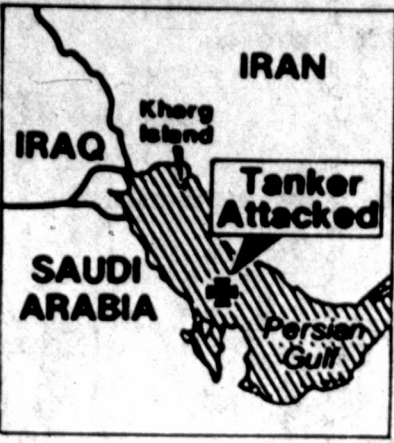 IRAN
Kharg
Island
IRAQ
Tanker
Attacked
SAUDI
ARABIA
Persian
Gulf